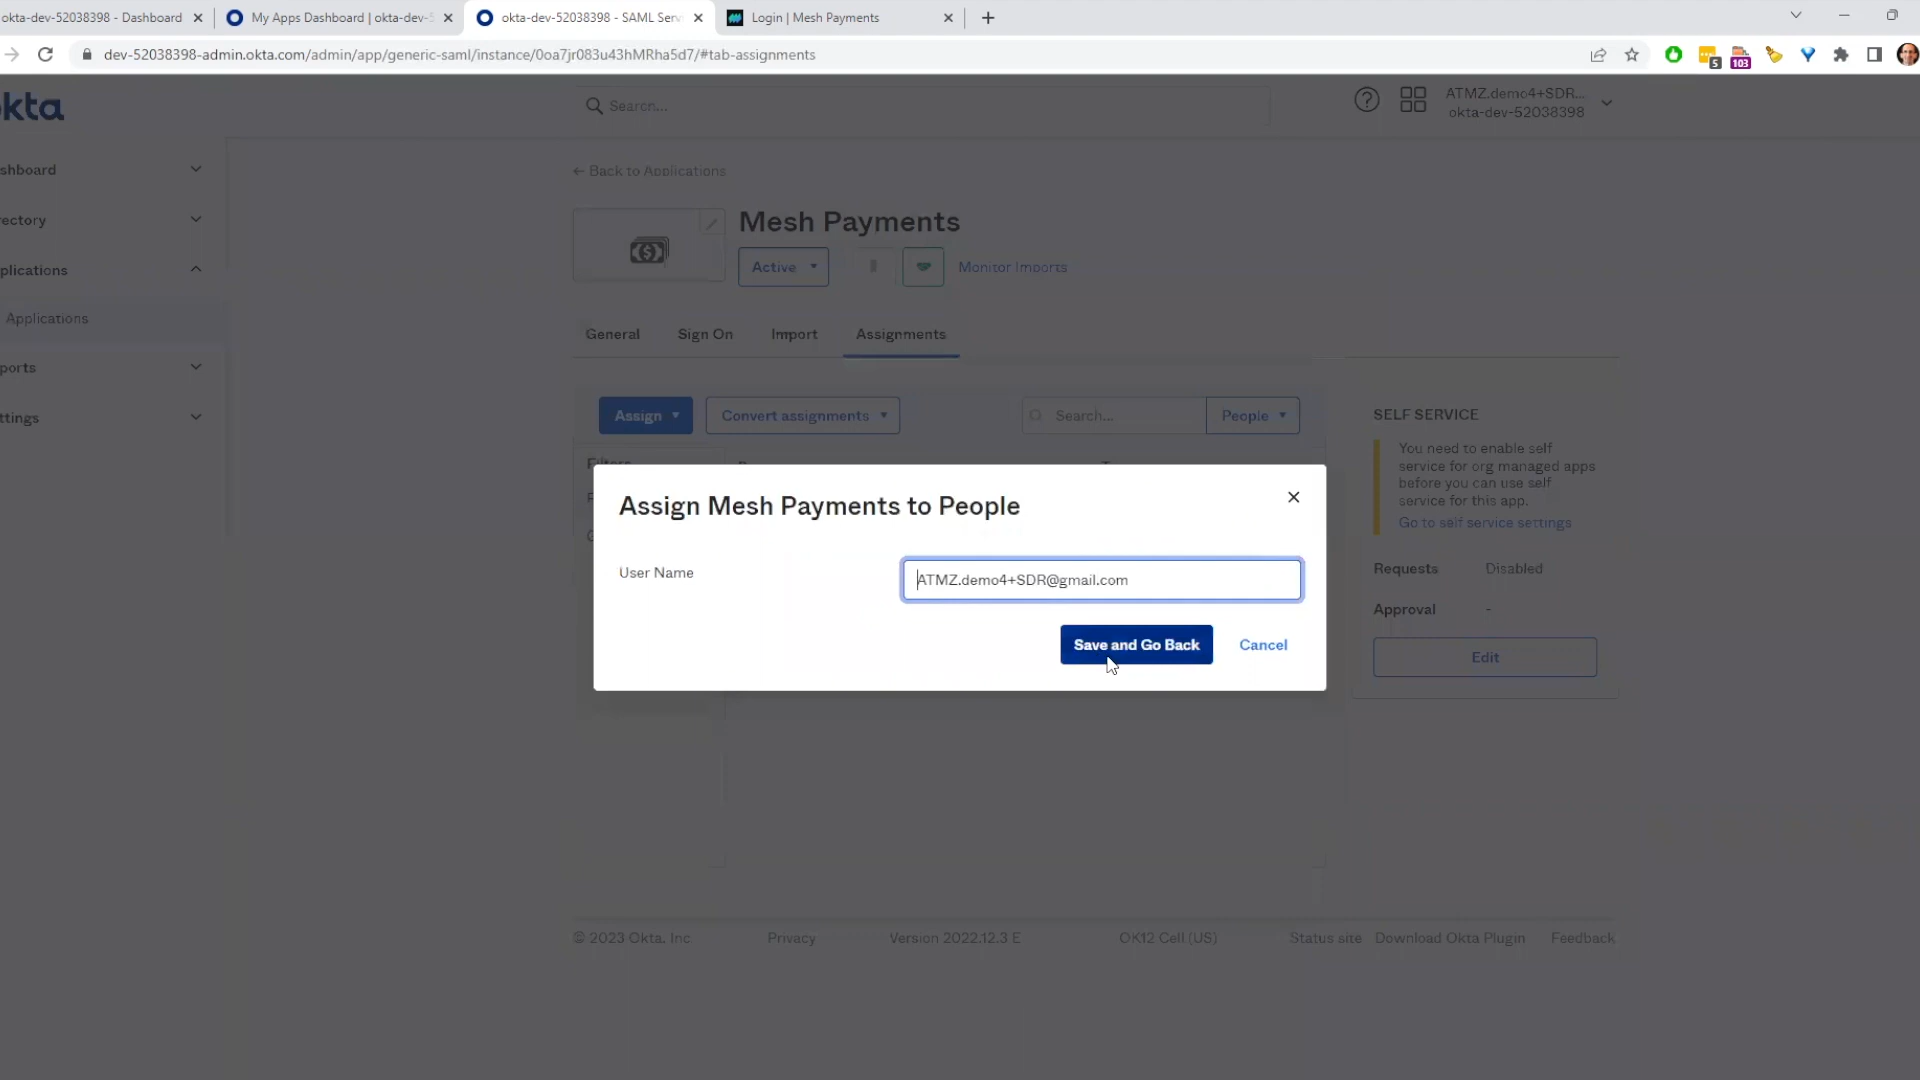 okta-dev-52038398 - Dashboard
My Apps Dashboard | okta-dev-5
okta-dev-52038398 - SAML Serv
Login | Mesh Payments
dev-52038398-admin.okta.com/admin/app/generic-saml/instance/0oa7jr083u43hMRha5d7/#tab-assignments
5
103
okta
Search...
ATMZ.demo4+SDR...
okta-dev-52038398
shboard
rectory
plications
Applications
ports
ttings
← Back to Applications
Mesh Payments
Active
Monitor Imports
General
Sign On
Import
Assignments
Assign
Convert assignments
Search...
People
Filters
SELF SERVICE
You need to enable self
service for org managed apps
before you can use self
service for this app.
Go to self service settings
Requests Disabled
Approval -
Edit
Assign Mesh Payments to People
User Name
ATMZ.demo4+SDR@gmail.com
Save and Go Back
Cancel
© 2023 Okta, Inc.
Privacy
Version 2022.12.3 E
OK12 Cell (US)
Status site
Download Okta Plugin
Feedback